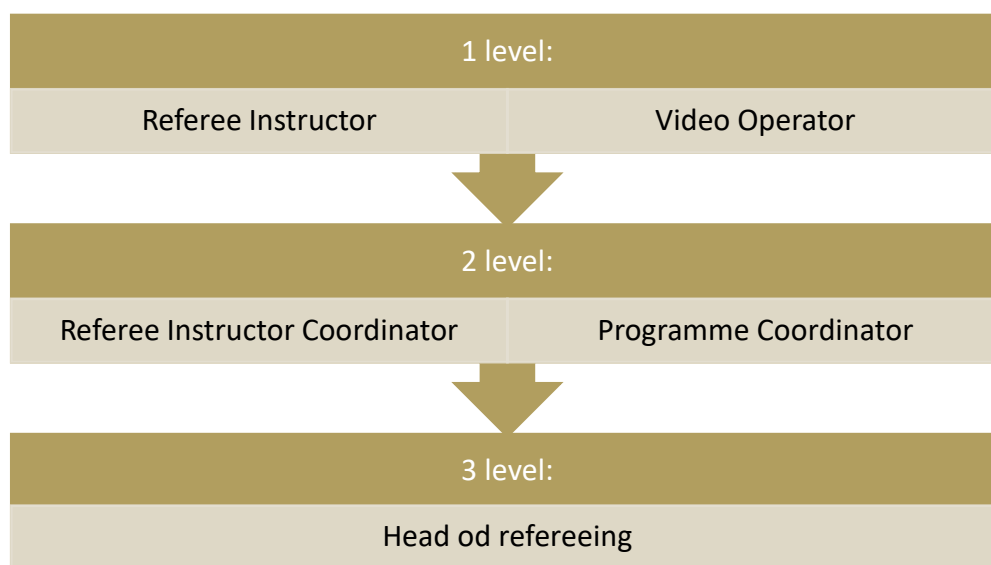 1 level:
Referee Instructor
Video Operator
2 level:
Referee Instructor Coordinator
Programme Coordinator
3 level:
Head od refereeing